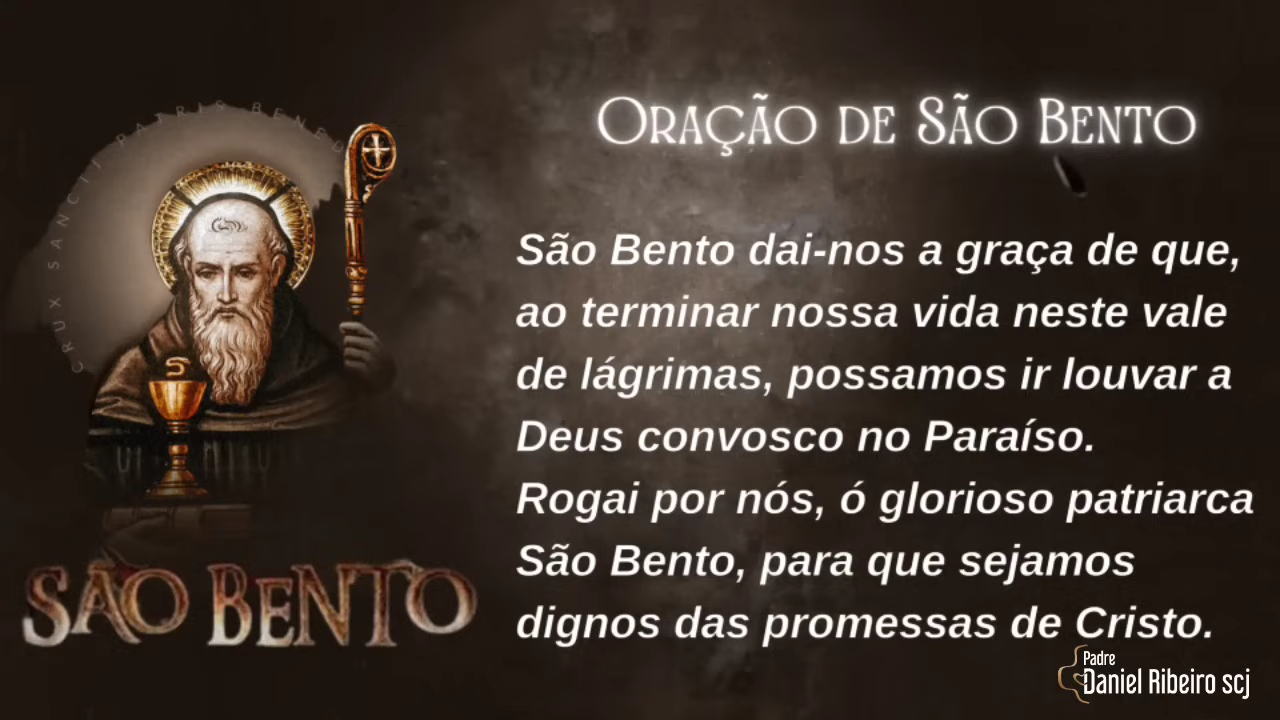 CRUX SANCTI PATRIS BENED
ORAÇÃO DE SÃO BENTO
São Bento dai-nos a graça de que,
ao terminar nossa vida neste vale
de lágrimas, possamos ir louvar a
Deus convosco no Paraíso.
Rogai por nós, ó glorioso patriarca
São Bento, para que sejamos
dignos das promessas de Cristo.
SÃO BENTO
Padre
Daniel Ribeiro scj